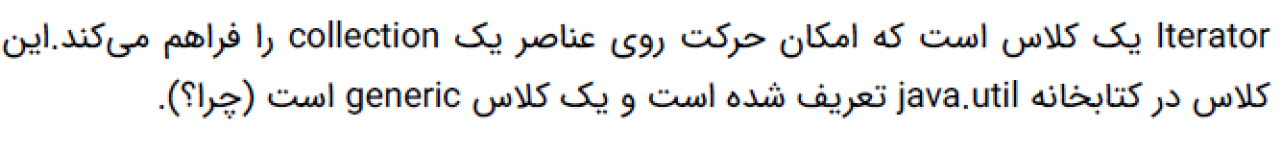 Iterator یک کلاس است که امکان حرکت روی عناصر یک collection را فراهم می‌کند.این
کلاس در کتابخانه java.util تعریف شده است و یک کلاس generic است (چرا؟).